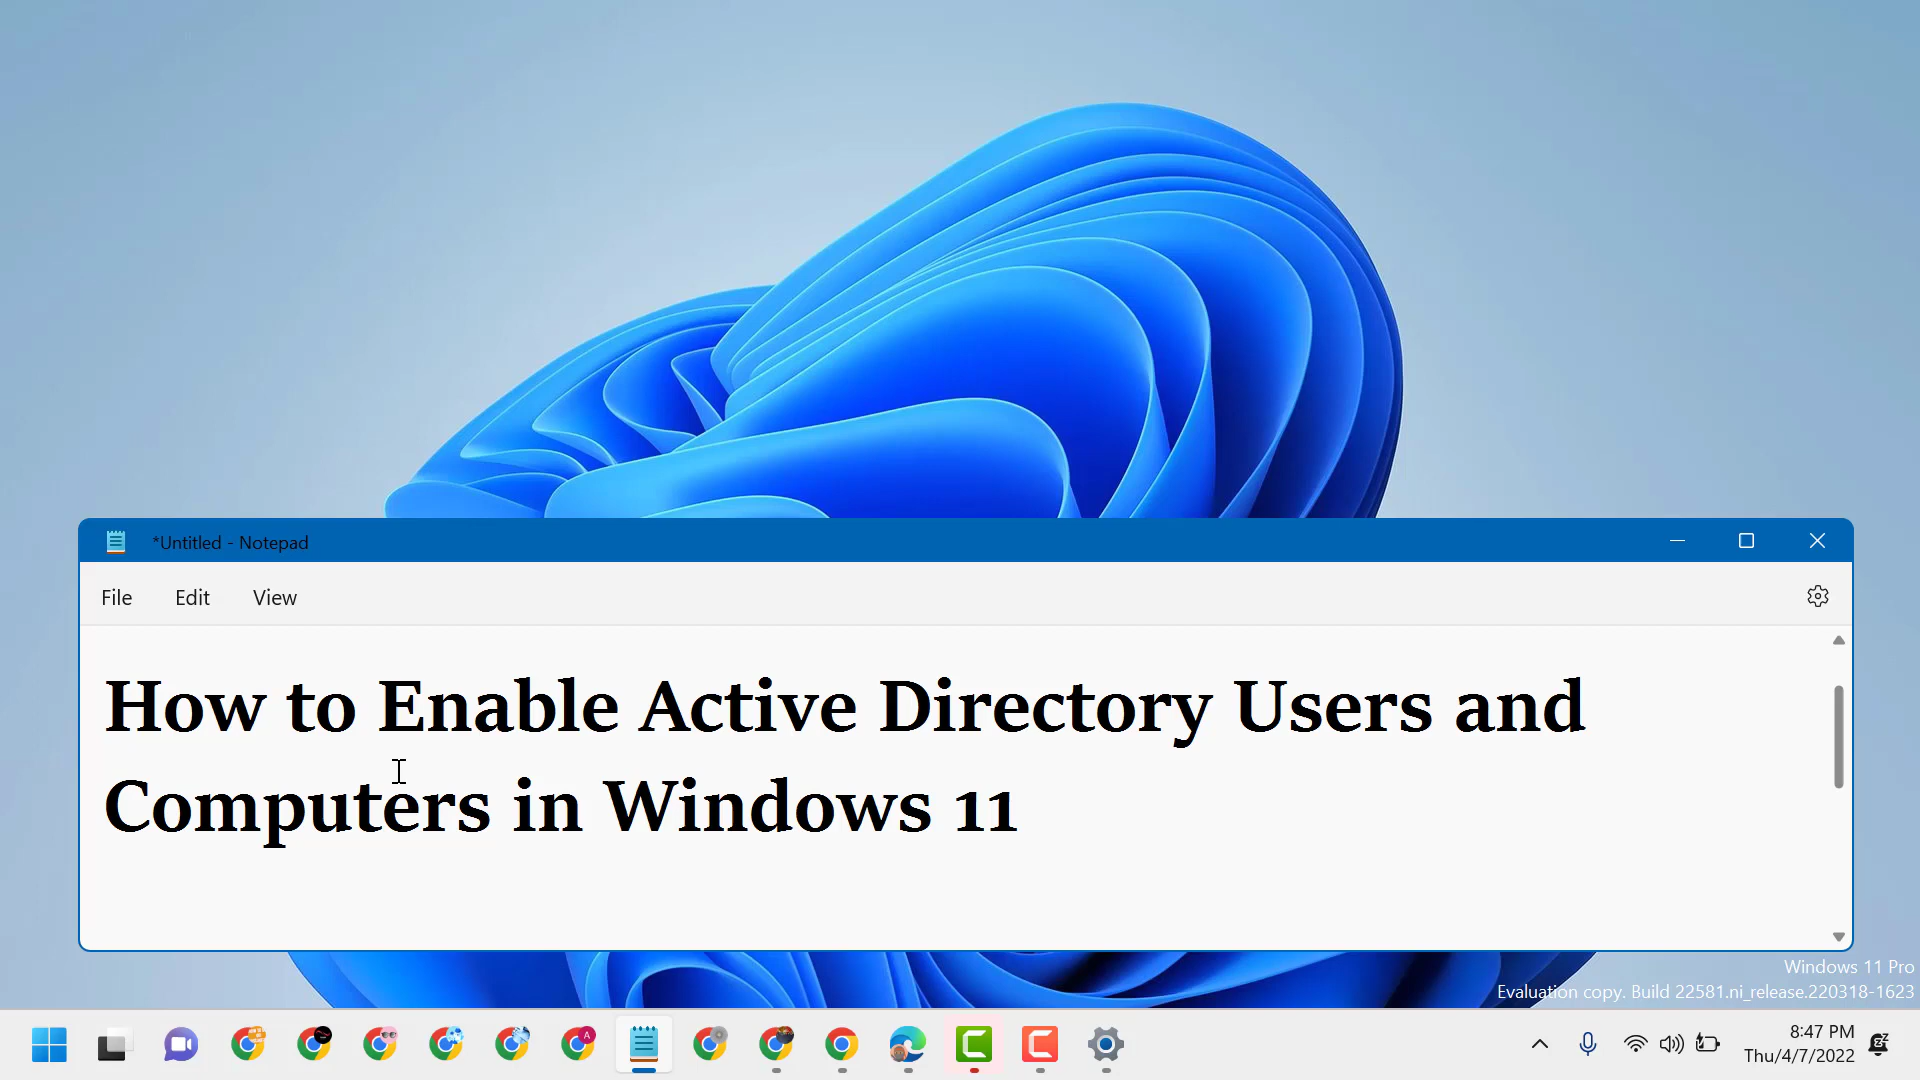 *Untitled - Notepad
File Edit View
How to Enable Active Directory Users and
Computers in Windows 11
Windows 11 Pro
Evaluation copy. Build 22581.ni_release.220318-1623
8:47 PM
Thu/4/7/2022